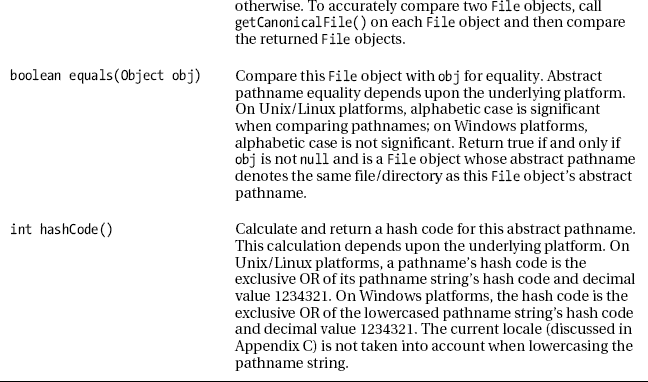 otherwise. To accurately compare two File objects, call
getCanonicalFile() on each File object and then compare
the returned File objects.
boolean equals(Object obj)
Compare this File object with obj for equality. Abstract
pathname equality depends upon the underlying platform.
On Unix/Linux platforms, alphabetic case is significant
when comparing pathnames; on Windows platforms,
alphabetic case is not significant. Return true if and only if
obj is not null and is a File object whose abstract pathname
denotes the same file/directory as this File object's abstract
pathname.
int hashCode()
Calculate and return a hash code for this abstract pathname.
This calculation depends upon the underlying platform. On
Unix/Linux platforms, a pathname's hash code is the
exclusive OR of its pathname string's hash code and decimal
value 1234321. On Windows platforms, the hash code is the
exclusive OR of the lowercased pathname string's hash code
and decimal value 1234321. The current locale (discussed in
Appendix C) is not taken into account when lowercasing the
pathname string.